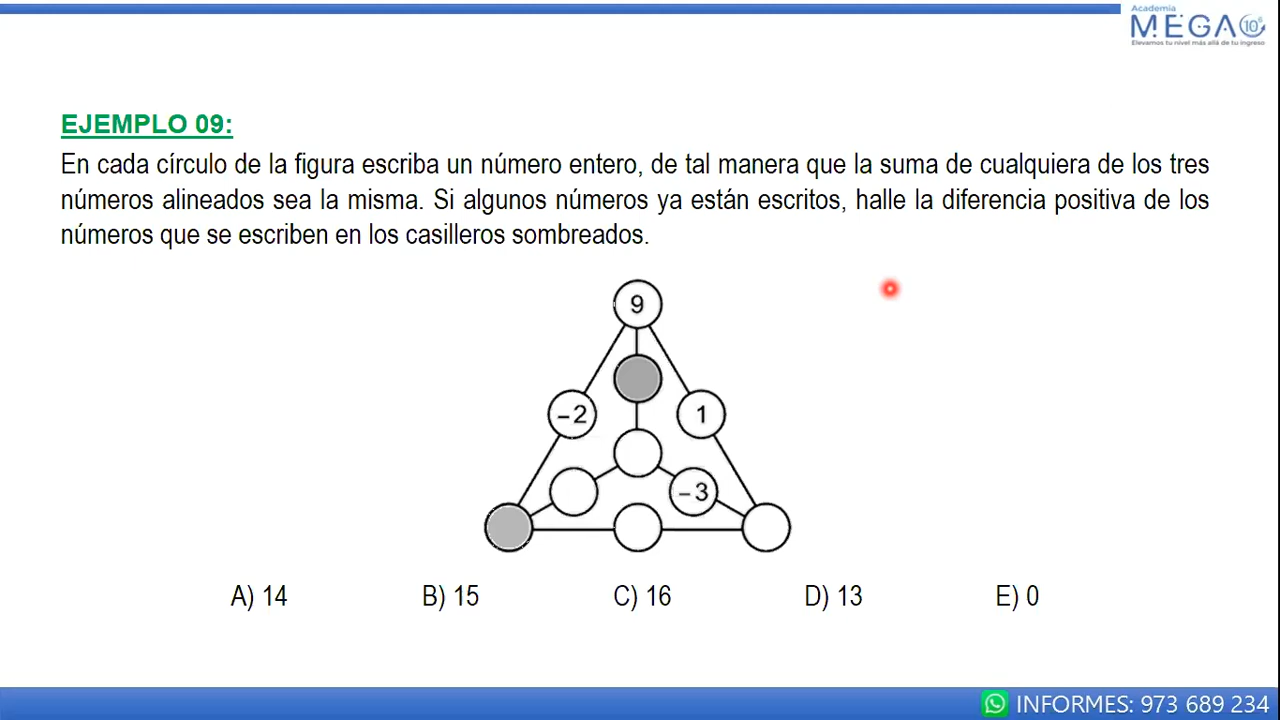 Academia
MEGA 10⁶
Elevamos tu nivel más allá de tu ingreso
EJEMPLO 09:
En cada círculo de la figura escriba un número entero, de tal manera que la suma de cualquiera de los tres
números alineados sea la misma. Si algunos números ya están escritos, halle la diferencia positiva de los
números que se escriben en los casilleros sombreados.
9
–2
1
–3
A) 14 B) 15 C) 16 D) 13 E) 0
INFORMES: 973 689 234